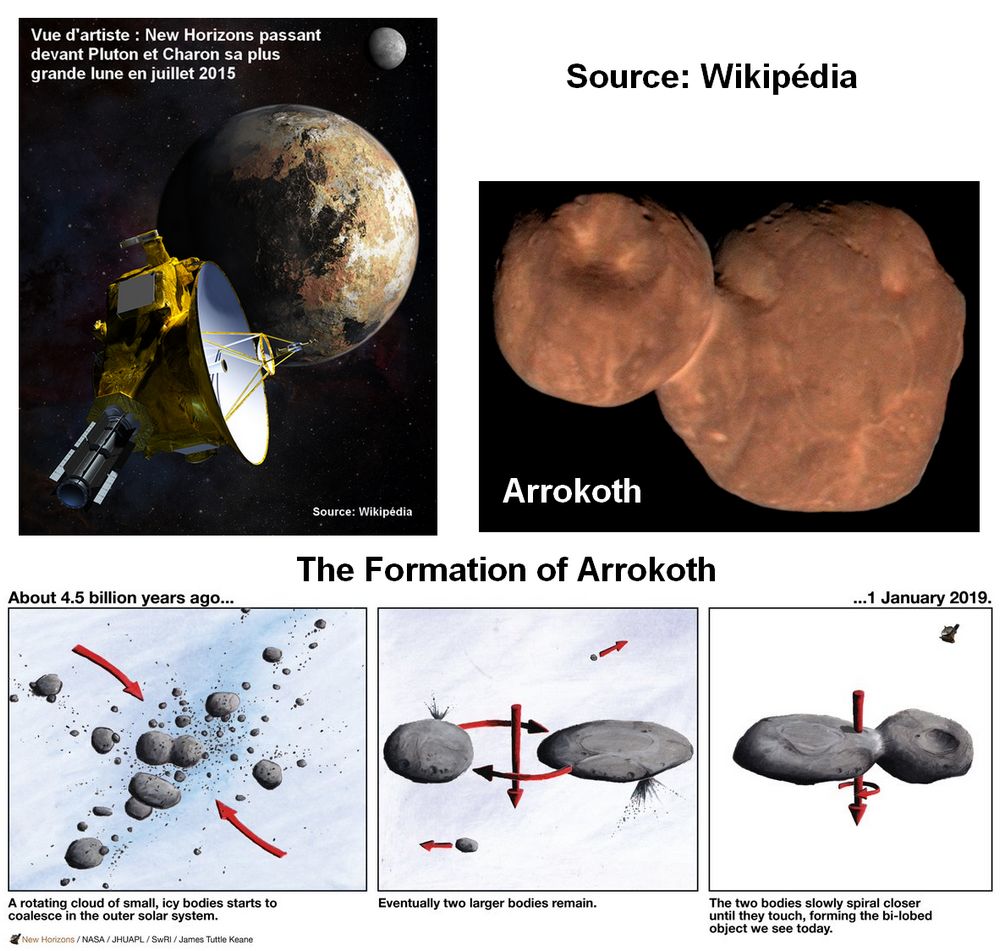 Vue d'artiste : New Horizons passant
devant Pluton et Charon sa plus
grande lune en juillet 2015
Source: Wikipédia
Source: Wikipédia
Arrokoth
The Formation of Arrokoth
About 4.5 billion years ago...
...1 January 2019.
A rotating cloud of small, icy bodies starts to
coalesce in the outer solar system.
Eventually two larger bodies remain.
The two bodies slowly spiral closer
until they touch, forming the bi-lobed
object we see today.
New Horizons / NASA / JHUAPL / SwRI / James Tuttle Keane